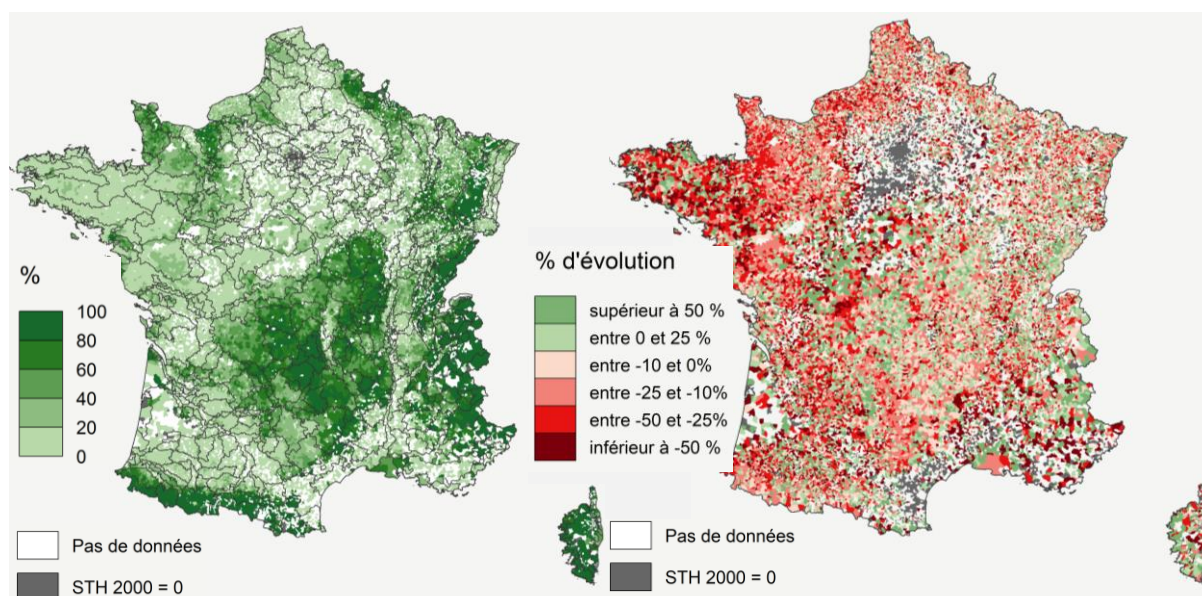 %
100
80
60
40
20
0
Pas de données
STH 2000 = 0
% d'évolution
supérieur à 50 %
entre 0 et 25 %
entre -10 et 0%
entre -25 et -10%
entre -50 et -25%
inférieur à -50 %
Pas de données
STH 2000 = 0